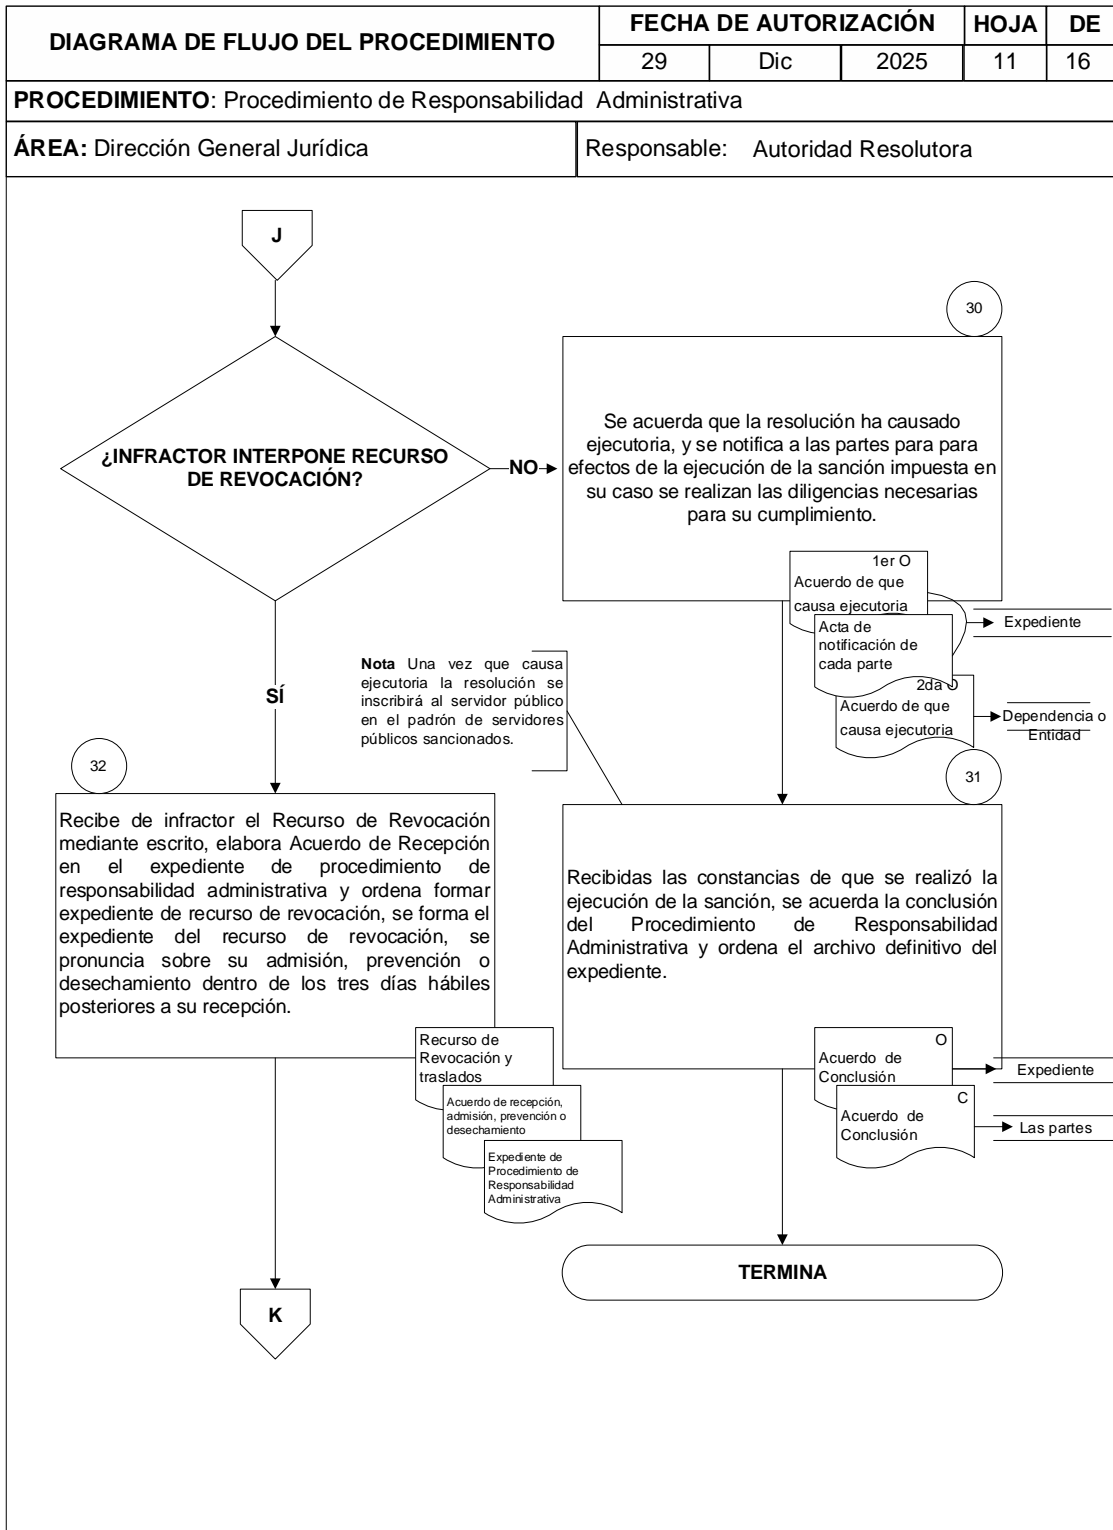 DIAGRAMA DE FLUJO DEL PROCEDIMIENTO
FECHA DE AUTORIZACIÓN
HOJA
DE
29
Dic
2025
11
16
PROCEDIMIENTO: Procedimiento de Responsabilidad Administrativa
ÁREA: Dirección General Jurídica
Responsable: Autoridad Resolutora
J
¿INFRACTOR INTERPONE RECURSO
DE REVOCACIÓN?
NO
30
Se acuerda que la resolución ha causado
ejecutoria, y se notifica a las partes para para
efectos de la ejecución de la sanción impuesta en
su caso se realizan las diligencias necesarias
para su cumplimiento.
1er O
Acuerdo de que
causa ejecutoria
Acta de
notificación de
cada parte
Expediente
2da O
Acuerdo de que
causa ejecutoria
Dependencia o
Entidad
SÍ
Nota Una vez que causa
ejecutoria la resolución se
inscribirá al servidor público
en el padrón de servidores
públicos sancionados.
32
Recibe de infractor el Recurso de Revocación
mediante escrito, elabora Acuerdo de Recepción
en el expediente de procedimiento de
responsabilidad administrativa y ordena formar
expediente de recurso de revocación, se forma el
expediente del recurso de revocación, se
pronuncia sobre su admisión, prevención o
desechamiento dentro de los tres días hábiles
posteriores a su recepción.
Recurso de
Revocación y
traslados
Acuerdo de recepción,
admisión, prevención o
desechamiento
Expediente de
Procedimiento de
Responsabilidad
Administrativa
31
Recibidas las constancias de que se realizó la
ejecución de la sanción, se acuerda la conclusión
del Procedimiento de Responsabilidad
Administrativa y ordena el archivo definitivo del
expediente.
O
Acuerdo de
Conclusión
Expediente
C
Acuerdo de
Conclusión
Las partes
TERMINA
K